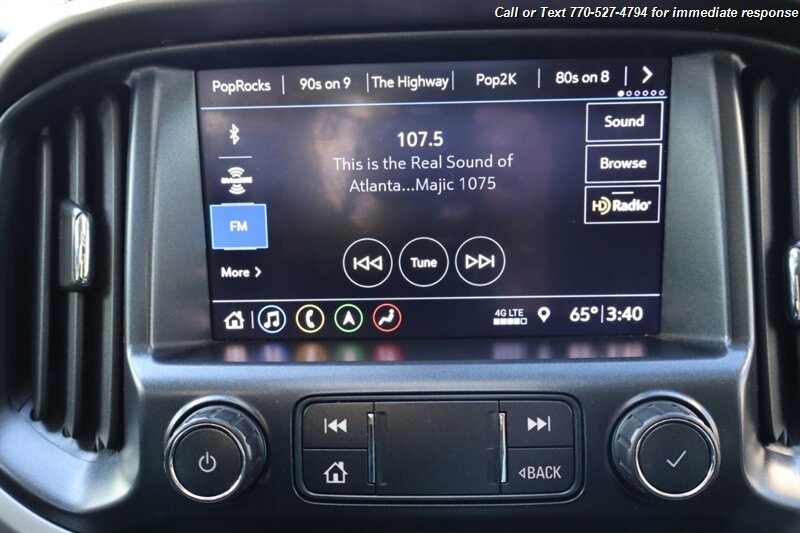 Call or Text 770-527-4794 for immediate response
PopRocks 90s on 9 The Highway Pop2K 80s on 8
107.5
This is the Real Sound of
Atlanta...Majic 1075
Sound
Browse
HD Radio
FM
More
Tune
4G LTE
65° 3:40
BACK